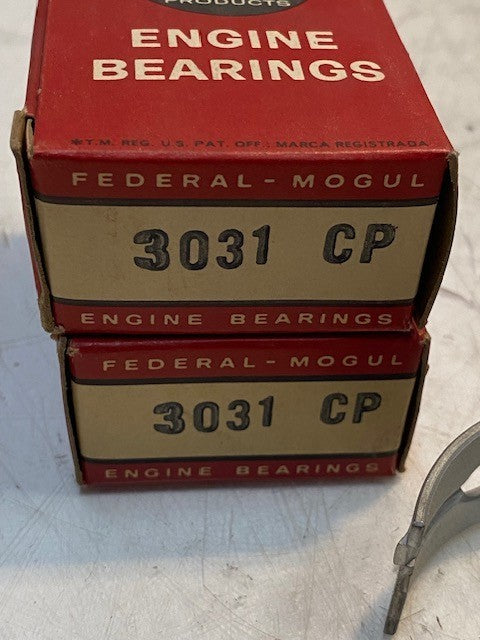 PRODUCTS
ENGINE
BEARINGS
*T.M. REG. U.S. PAT. OFF., MARCA REGISTRADA
FEDERAL-MOGUL
3031 CP
ENGINE BEARINGS
FEDERAL-MOGUL
3031 CP
ENGINE BEARINGS